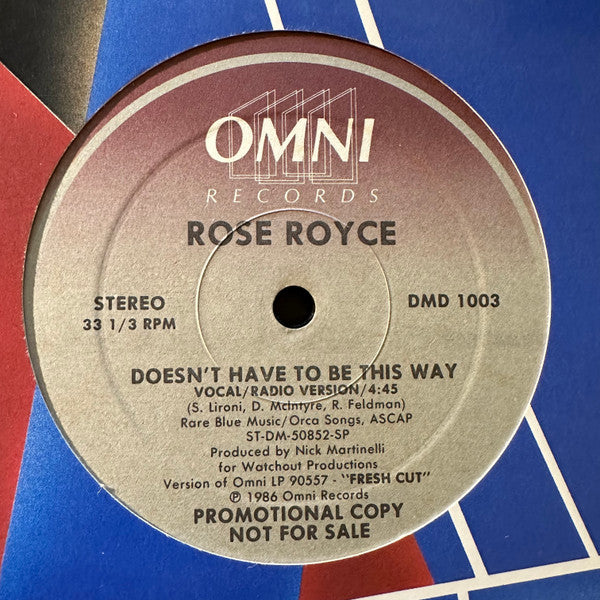 OMNI
RECORDS
ROSE ROYCE
STEREO
33 1/3 RPM
DMD 1003
DOESN'T HAVE TO BE THIS WAY
VOCAL/RADIO VERSION/4:45
(S. Lironi, D. McIntyre, R. Feldman)
Rare Blue Music/Orca Songs, ASCAP
ST-DM-50852-SP
Produced by Nick Martinelli
for Watchout Productions
Version of Omni LP 90557 - "FRESH CUT"
℗ 1986 Omni Records
PROMOTIONAL COPY
NOT FOR SALE